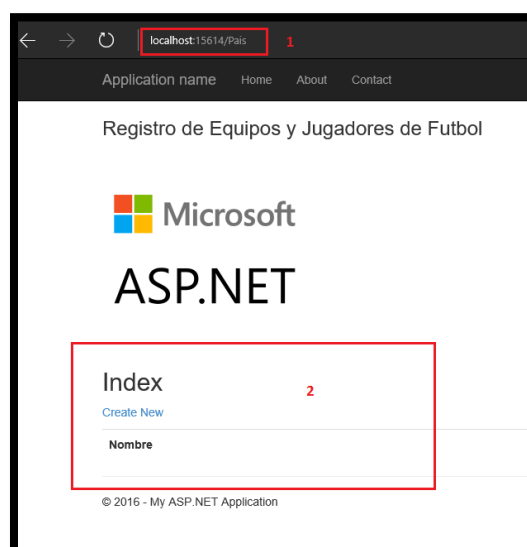 localhost:15614/Pais 1
Application name Home About Contact
Registro de Equipos y Jugadores de Futbol
Microsoft
ASP.NET
Index
2
Create New
Nombre
© 2016 - My ASP.NET Application